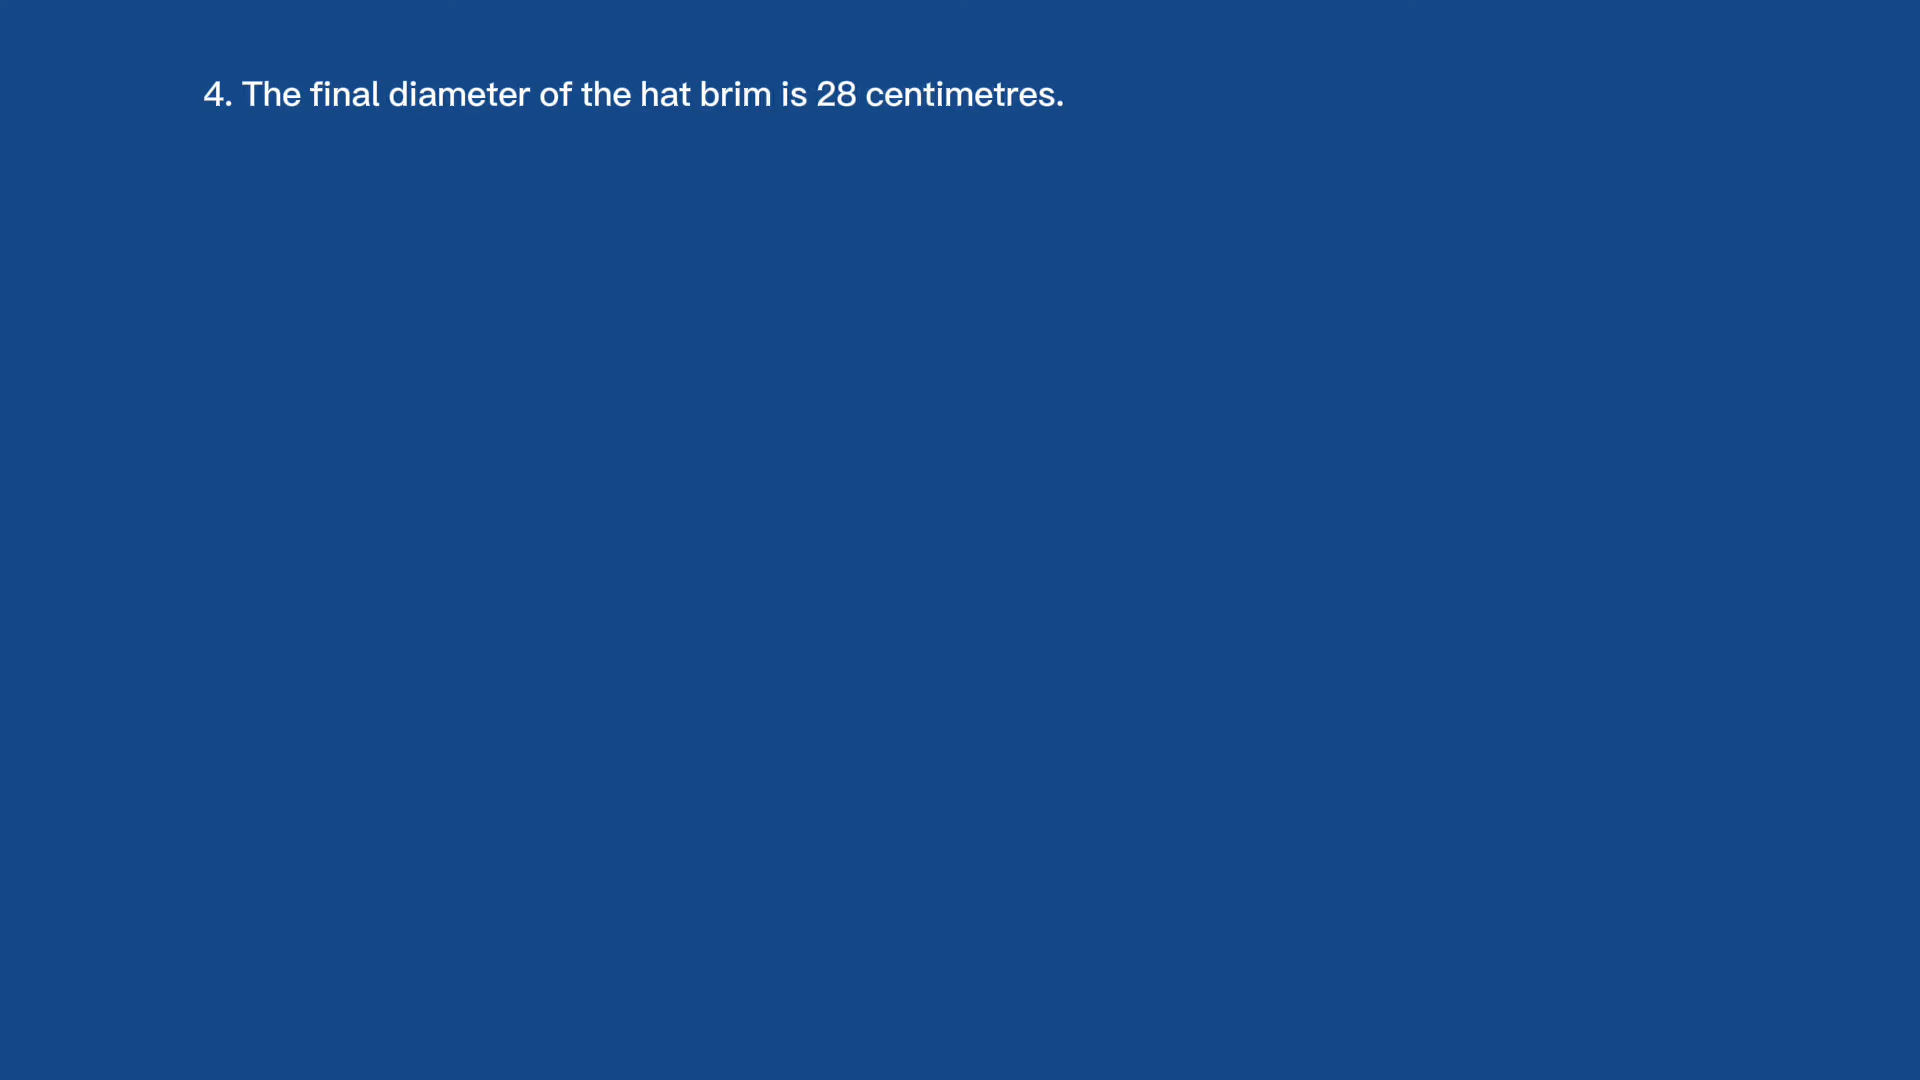 4. The final diameter of the hat brim is 28 centimetres.